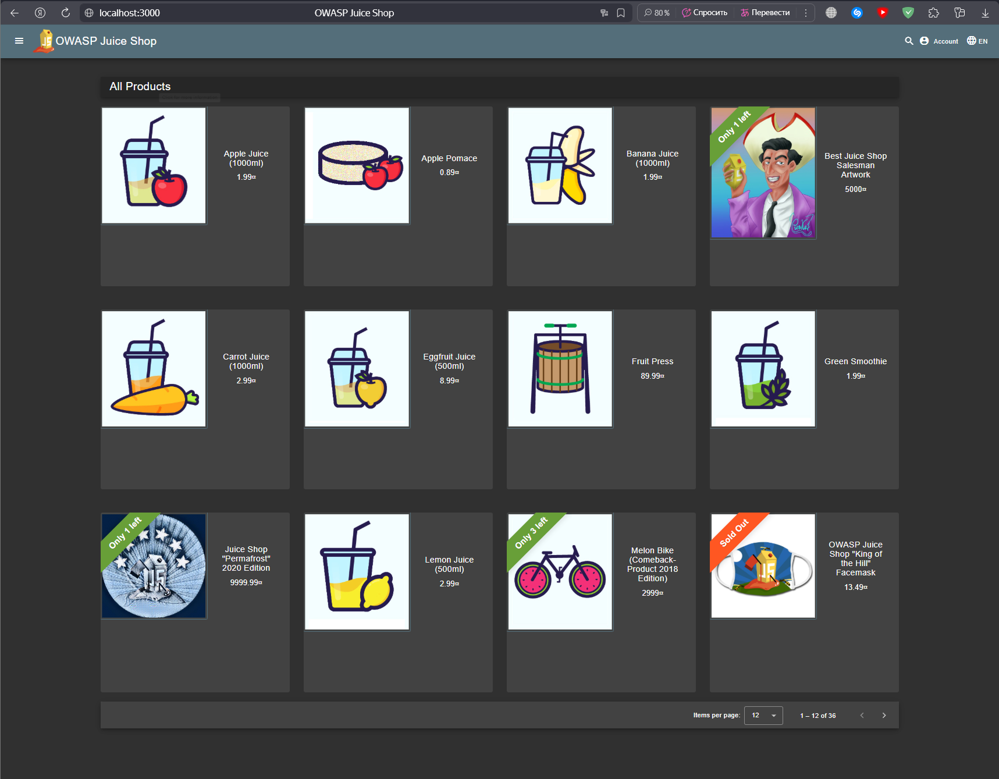 localhost:3000
OWASP Juice Shop
80 %
Спросить
Перевести
OWASP Juice Shop
Account
EN
All Products
Apple Juice
(1000ml)
1.99¤
Apple Pomace
0.89¤
Banana Juice
(1000ml)
1.99¤
Only 1 left
Best Juice Shop
Salesman
Artwork
5000¤
Carrot Juice
(1000ml)
2.99¤
Eggfruit Juice
(500ml)
8.99¤
Fruit Press
89.99¤
Green Smoothie
1.99¤
Only 1 left
Juice Shop
"Permafrost"
2020 Edition
9999.99¤
Lemon Juice
(500ml)
2.99¤
Only 3 left
Melon Bike
(Comeback-
Product 2018
Edition)
2999¤
Sold Out
OWASP Juice
Shop "King of
the Hill"
Facemask
13.49¤
Items per page:
12
1 – 12 of 36